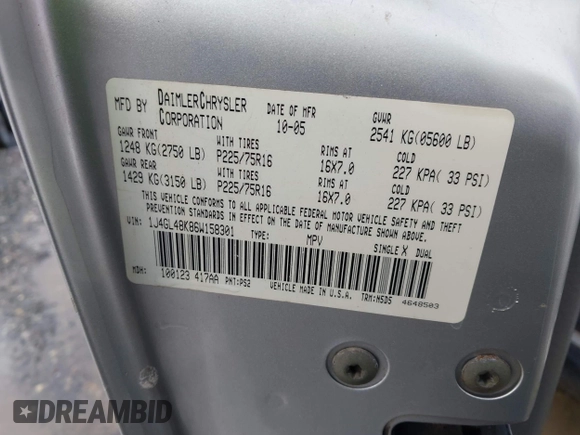 MFD BY DAIMLERCHRYSLER CORPORATION DATE OF MFR 10-05 GVWR 2541 KG(05600 LB)
GAWR FRONT WITH TIRES RIMS AT COLD
1248 KG(2750 LB) P225/75R16 16X7.0 227 KPA( 33 PSI)
GAWR REAR WITH TIRES RIMS AT COLD
1429 KG(3150 LB) P225/75R16 16X7.0 227 KPA( 33 PSI)
THIS VEHICLE CONFORMS TO ALL APPLICABLE FEDERAL MOTOR VEHICLE SAFETY AND THEFT
PREVENTION STANDARDS IN EFFECT ON THE DATE OF MANUFACTURE SHOWN ABOVE.
VIN: 1J4GL48K86W158301 TYPE: MPV SINGLE X DUAL
MDH: 100123 417AA PNT:PS2 VEHICLE MADE IN U.S.A. TRM:N5D5 4648503
DREAMBID